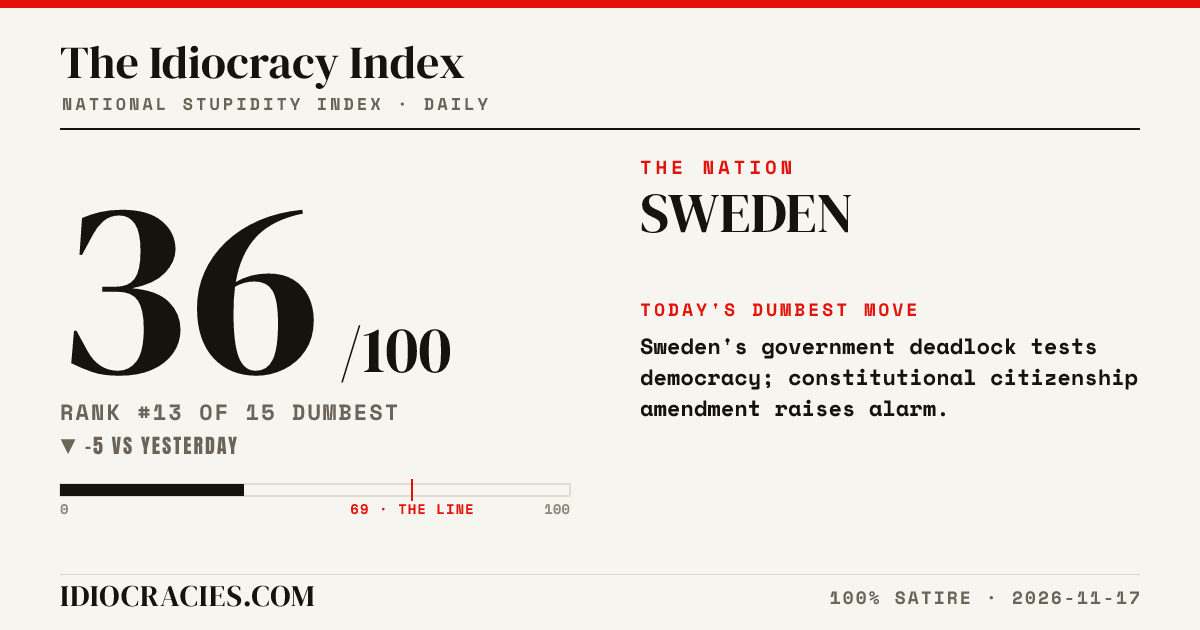 The Idiocracy Index
NATIONAL STUPIDITY INDEX · DAILY
36 /100
RANK #13 OF 15 DUMBEST
▼ -5 VS YESTERDAY
0
69 · THE LINE
100
THE NATION
SWEDEN
TODAY'S DUMBEST MOVE
Sweden's government deadlock tests
democracy; constitutional citizenship
amendment raises alarm.
IDIOCRACIES.COM
100% SATIRE · 2026-11-17